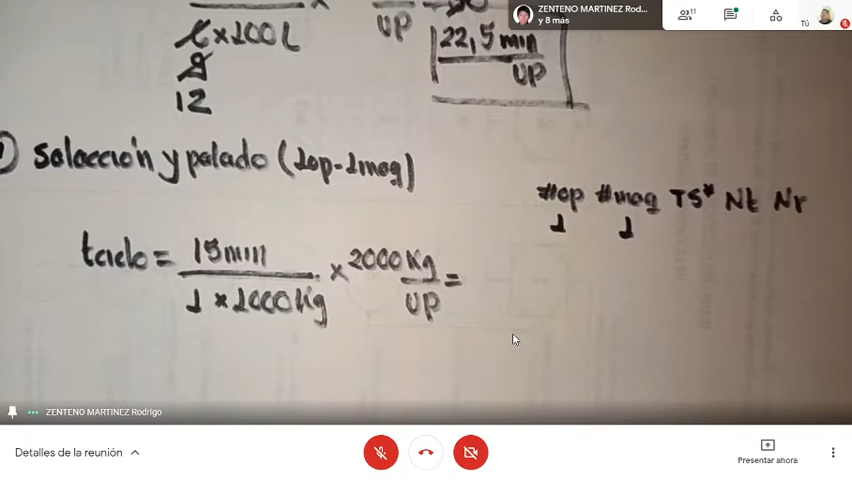 ZENTENO MARTINEZ Rod...
y 8 más
11
Tú
x
x 100 L
12
UP
22,5 min
UP
Selección y pelado (1op-1maq)
#op #maq TS* Nt Nr
1 1
tciclo = 15 min
1 x 1000 Kg
x 2000 Kg
UP
=
ZENTENO MARTINEZ Rodrigo
Detalles de la reunión
Presentar ahora